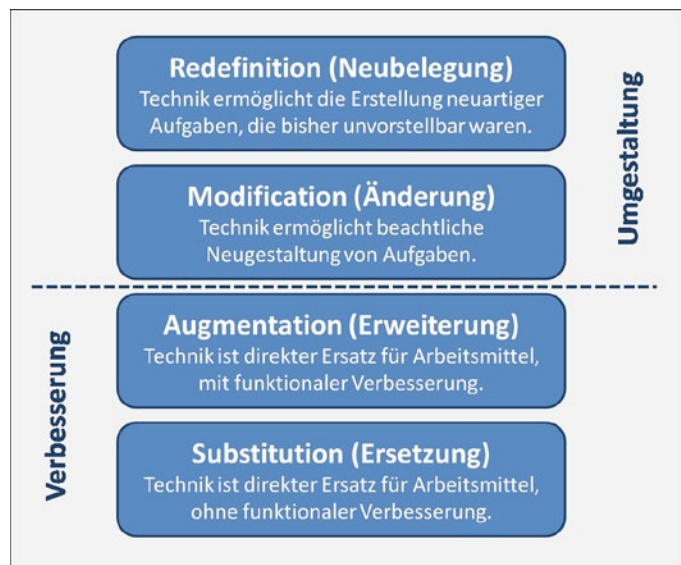 Redefinition (Neubelegung)
Technik ermöglicht die Erstellung neuartiger
Aufgaben, die bisher unvorstellbar waren.
Modification (Änderung)
Technik ermöglicht beachtliche
Neugestaltung von Aufgaben.
Umgestaltung
Augmentation (Erweiterung)
Technik ist direkter Ersatz für Arbeitsmittel,
mit funktionaler Verbesserung.
Substitution (Ersetzung)
Technik ist direkter Ersatz für Arbeitsmittel,
ohne funktionaler Verbesserung.
Verbesserung